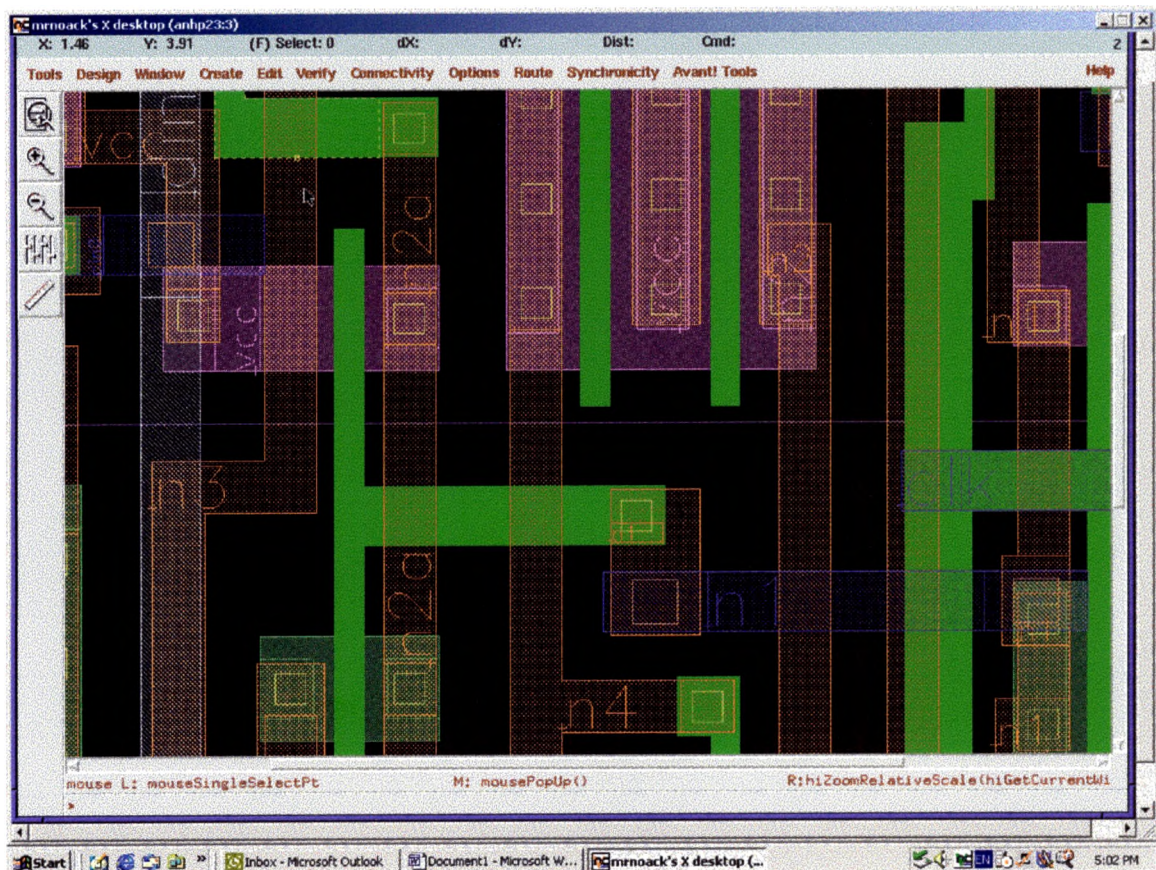 mrnoack's X desktop (anhp23:3)
X: 1.46 Y: 3.91 (F) Select: 0 dX: dY: Dist: Cmd: 2
Tools Design Window Create Edit Verify Connectivity Options Route Synchronicity Avant! Tools Help
vcc
n2a
vcc
vcc
n3
clk
n2a
n1
n4
n1
mouse L: mouseSingleSelectPt M: mousePopUp() R:hiZoomRelativeScale(hiGetCurrentWi
>
Start » Inbox - Microsoft Outlook Document1 - Microsoft W... mrnoack's X desktop (... EN 5:02 PM